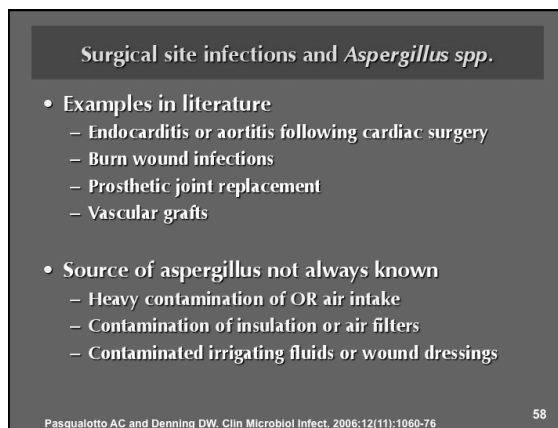 Surgical site infections and Aspergillus spp.
• Examples in literature
– Endocarditis or aortitis following cardiac surgery
– Burn wound infections
– Prosthetic joint replacement
– Vascular grafts
• Source of aspergillus not always known
– Heavy contamination of OR air intake
– Contamination of insulation or air filters
– Contaminated irrigating fluids or wound dressings
Pasqualotto AC and Denning DW. Clin Microbiol Infect. 2006;12(11):1060-76
58